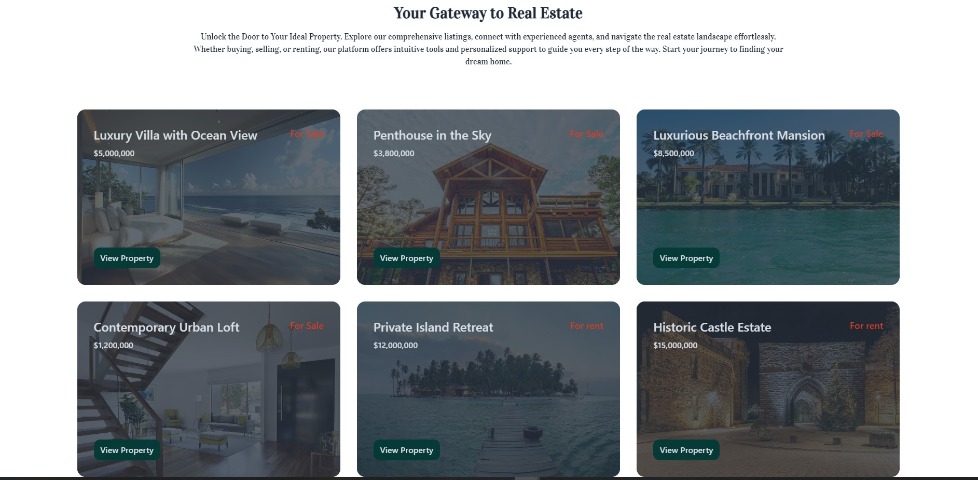 Your Gateway to Real Estate
Unlock the Door to Your Ideal Property. Explore our comprehensive listings, connect with experienced agents, and navigate the real estate landscape effortlessly.
Whether buying, selling, or renting, our platform offers intuitive tools and personalized support to guide you every step of the way. Start your journey to finding your
dream home.
Luxury Villa with Ocean View
For Sale
$5,000,000
View Property
Penthouse in the Sky
For Sale
$3,800,000
View Property
Luxurious Beachfront Mansion
For Sale
$8,500,000
View Property
Contemporary Urban Loft
For Sale
$1,200,000
View Property
Private Island Retreat
For rent
$12,000,000
View Property
Historic Castle Estate
For rent
$15,000,000
View Property